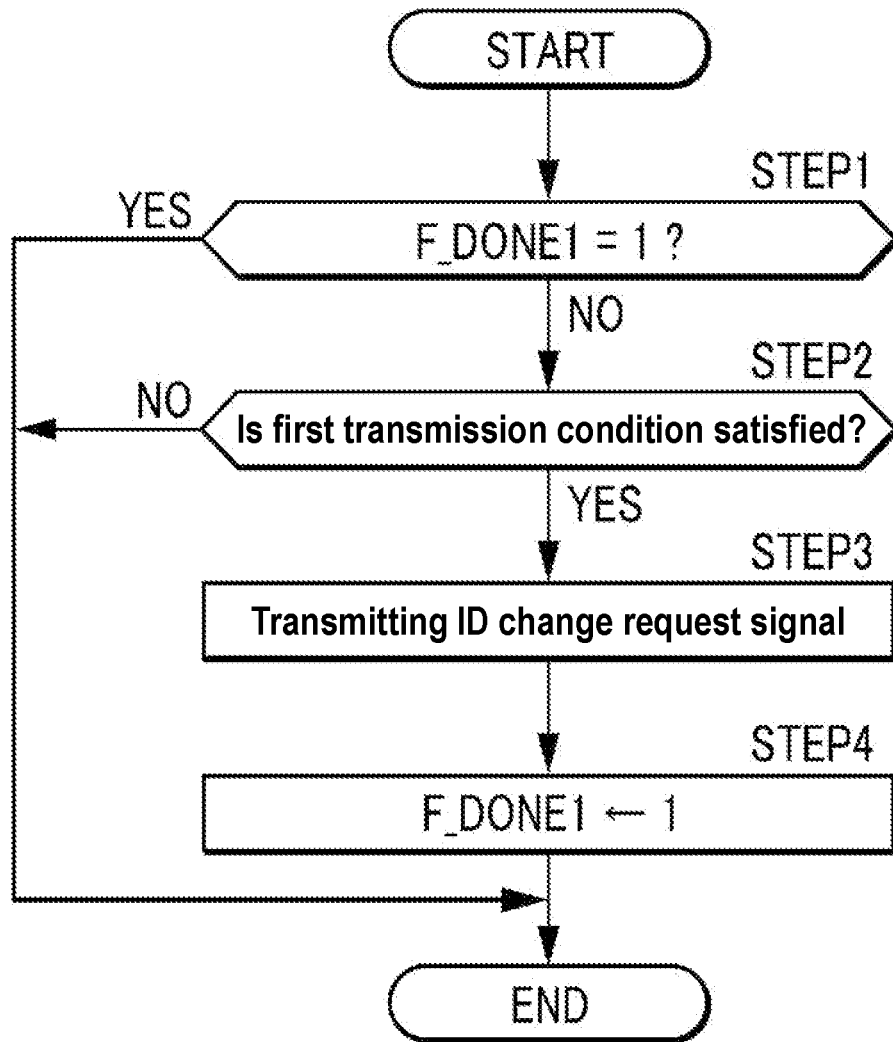 START
STEP1
YES
F_DONE1 = 1 ?
NO
STEP2
NO
Is first transmission condition satisfied?
YES
STEP3
Transmitting ID change request signal
STEP4
F_DONE1 ← 1
END